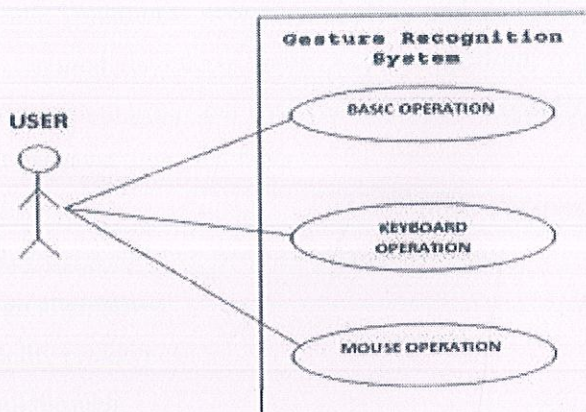 Gesture Recognition
System
BASIC OPERATION
USER
KEYBOARD
OPERATION
MOUSE OPERATION